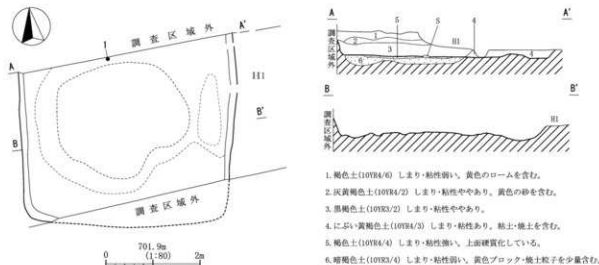 調査区域外
1
A
A'
H1
B
B'
調査区域外
701.9m
0 (1:80) 2m
A
A'
調査区域外
1
2
3
4
5
6
S
4
H1
B
B'
調査区域外
H1
1. 褐色土(10YR4/6) しまり・粘性弱い。黄色のロームを含む。
2. 灰黄褐色土(10YR4/2) しまり・粘性ややあり。黄色の砂を含む。
3. 黒褐色土(10YR3/2) しまり・粘性ややあり。
4. にぶい黄褐色土(10YR4/3) しまり・粘性あり。粘土・焼土を含む。
5. 褐色土(10YR4/4) しまり・粘性強い。上面硬質化している。
6. 暗褐色土(10YR3/4) しまり・粘性弱い。黄色ブロック・焼土粒子を少量含む。